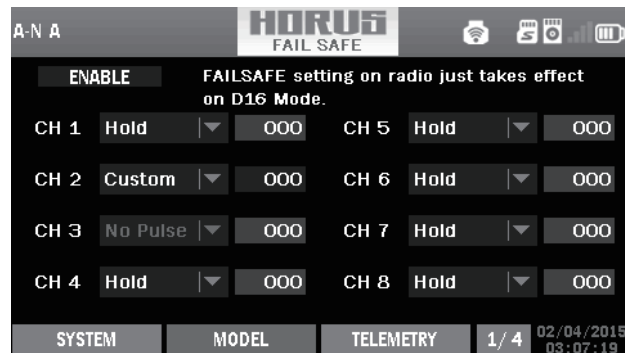 A-N A
HORUS
FAIL SAFE
ENABLE
FAILSAFE setting on radio just takes effect
on D16 Mode.
CH 1 Hold 000 CH 5 Hold 000
CH 2 Custom 000 CH 6 Hold 000
CH 3 No Pulse 000 CH 7 Hold 000
CH 4 Hold 000 CH 8 Hold 000
SYSTEM MODEL TELEMETRY 1/4 02/04/2015
03:07:19